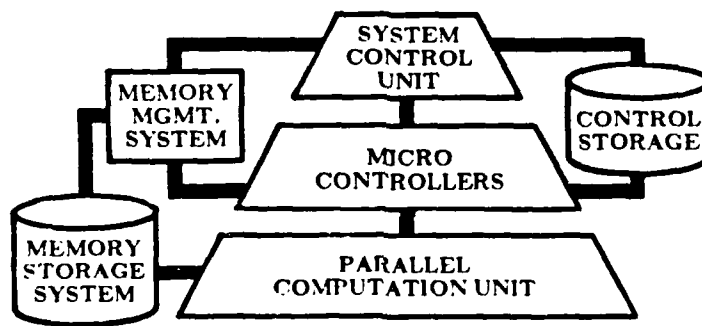 SYSTEM
CONTROL
UNIT
MEMORY
MGMT.
SYSTEM
CONTROL
STORAGE
MICRO
CONTROLLERS
MEMORY
STORAGE
SYSTEM
PARALLEL
COMPUTATION UNIT